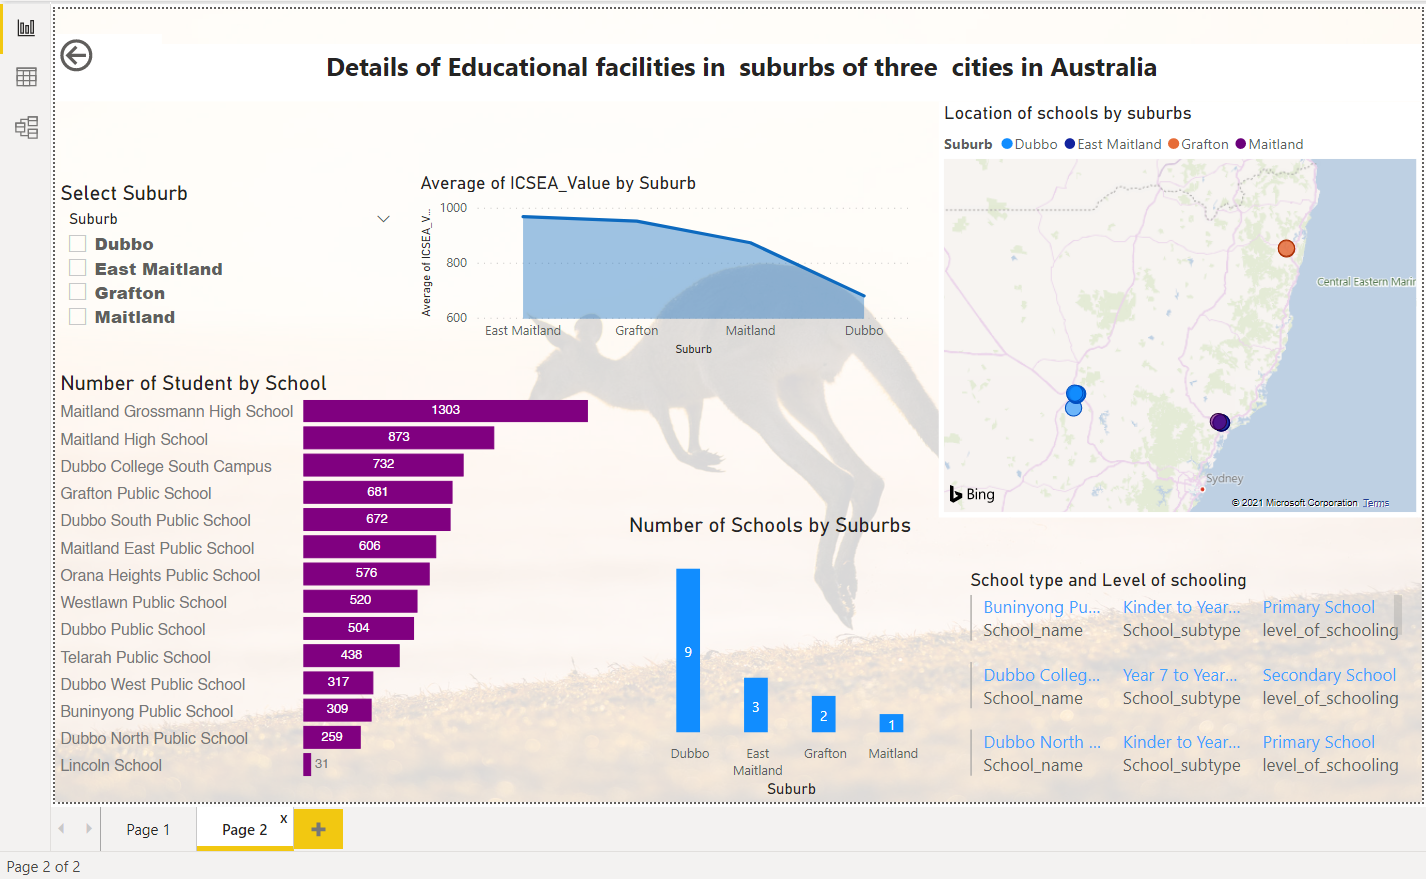 Details of Educational facilities in  suburbs of three  cities in Australia
Location of schools by suburbs
Suburb Dubbo East Maitland Grafton Maitland
Central Eastern Marin
Sydney
Bing
© 2021 Microsoft Corporation Terms
Select Suburb
Suburb
Dubbo
East Maitland
Grafton
Maitland
Average of ICSEA_Value by Suburb
Average of ICSEA_V...
1000
800
600
East Maitland Grafton Maitland Dubbo
Suburb
Number of Student by School
Maitland Grossmann High School 1303
Maitland High School 873
Dubbo College South Campus 732
Grafton Public School 681
Dubbo South Public School 672
Maitland East Public School 606
Orana Heights Public School 576
Westlawn Public School 520
Dubbo Public School 504
Telarah Public School 438
Dubbo West Public School 317
Buninyong Public School 309
Dubbo North Public School 259
Lincoln School 31
Number of Schools by Suburbs
9 3 2 1
Dubbo East Maitland Grafton Maitland
Suburb
School type and Level of schooling
Buninyong Pu... Kinder to Year... Primary School
School_name School_subtype level_of_schooling
Dubbo Colleg... Year 7 to Year... Secondary School
School_name School_subtype level_of_schooling
Dubbo North ... Kinder to Year... Primary School
School_name School_subtype level_of_schooling
Page 1
Page 2 x
+
Page 2 of 2